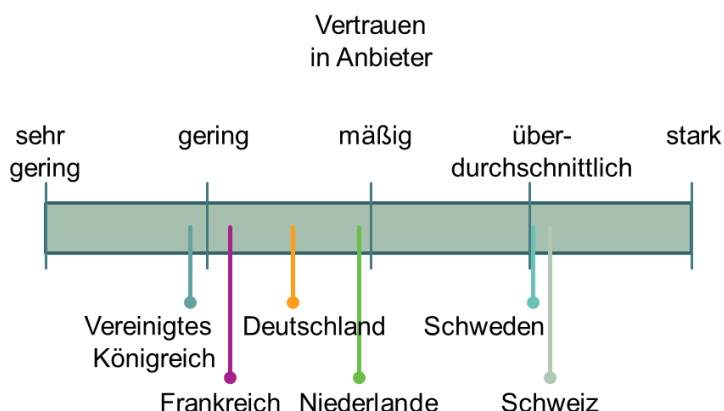 Vertrauen
in Anbieter
sehr
gering
gering
mäßig
über-
durchschnittlich
stark
Vereinigtes
Königreich
Deutschland
Schweden
Frankreich
Niederlande
Schweiz